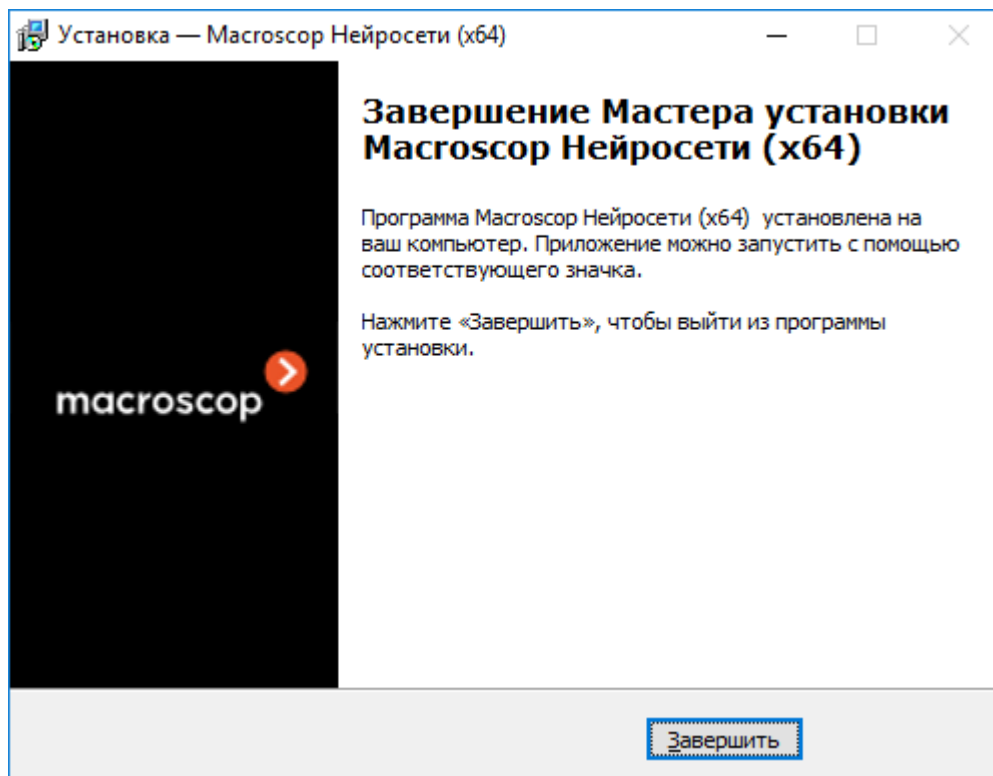 Установка — Macroscop Нейросети (x64)
Завершение Мастера установки
Macroscop Нейросети (x64)
Программа Macroscop Нейросети (x64) установлена на
ваш компьютер. Приложение можно запустить с помощью
соответствующего значка.
Нажмите «Завершить», чтобы выйти из программы
установки.
macroscop
Завершить